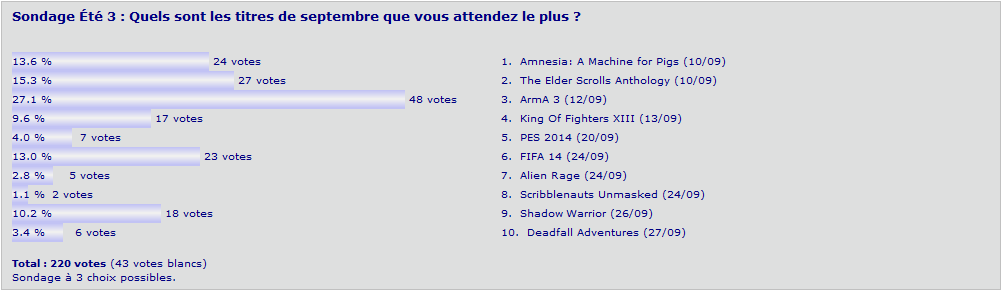 Sondage Été 3 : Quels sont les titres de septembre que vous attendez le plus ?
13.6 % 24 votes 1. Amnesia: A Machine for Pigs (10/09)
15.3 % 27 votes 2. The Elder Scrolls Anthology (10/09)
27.1 % 48 votes 3. ArmA 3 (12/09)
9.6 % 17 votes 4. King Of Fighters XIII (13/09)
4.0 % 7 votes 5. PES 2014 (20/09)
13.0 % 23 votes 6. FIFA 14 (24/09)
2.8 % 5 votes 7. Alien Rage (24/09)
1.1 % 2 votes 8. Scribblenauts Unmasked (24/09)
10.2 % 18 votes 9. Shadow Warrior (26/09)
3.4 % 6 votes 10. Deadfall Adventures (27/09)
Total : 220 votes (43 votes blancs)
Sondage à 3 choix possibles.